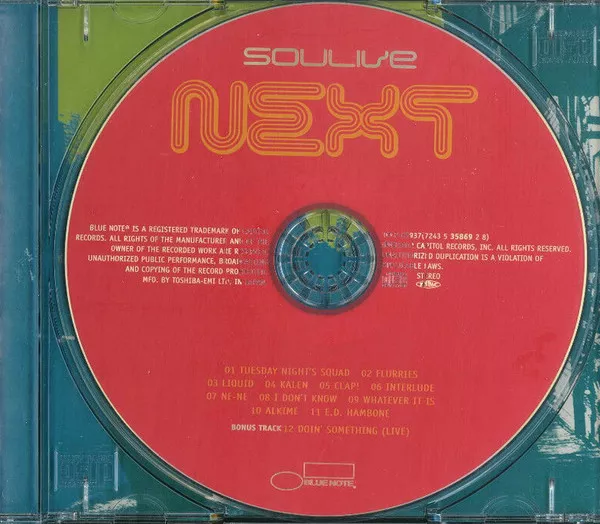 SOULIVE
NEXT
BLUE NOTE® IS A REGISTERED TRADEMARK OF
RECORDS. ALL RIGHTS OF THE MANUFACTURER AND
OWNER OF THE RECORDED WORK ARE
UNAUTHORIZED PUBLIC PERFORMANCE,
AND COPYING OF THE RECORD
MFG. BY TOSHIBA-EMI LTD. IN
(7243 5 35869 2 8)
CAPITOL RECORDS, INC. ALL RIGHTS RESERVED.
DUPLICATION IS A VIOLATION OF
LAWS.
STEREO
01 TUESDAY NIGHT'S SQUAD 02 FLURRIES
03 LIQUID 04 KALEN 05 CLAP! 06 INTERLUDE
07 NE-NE 08 I DON'T KNOW 09 WHATEVER IT IS
10 ALKIME 11 E.D. HAMBONE
BONUS TRACK 12 DOIN' SOMETHING (LIVE)
BLUE NOTE